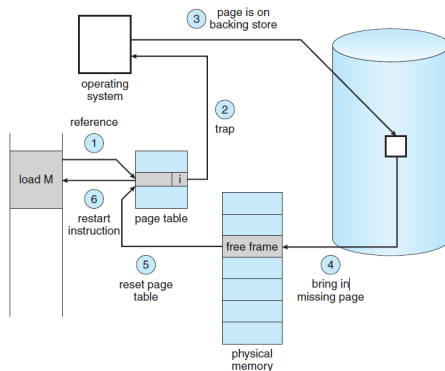 3
page is on
backing store
operating
system
2
trap
reference
1
load M
i
6
restart
instruction
page table
5
reset page
table
free frame
4
bring in
missing page
physical
memory